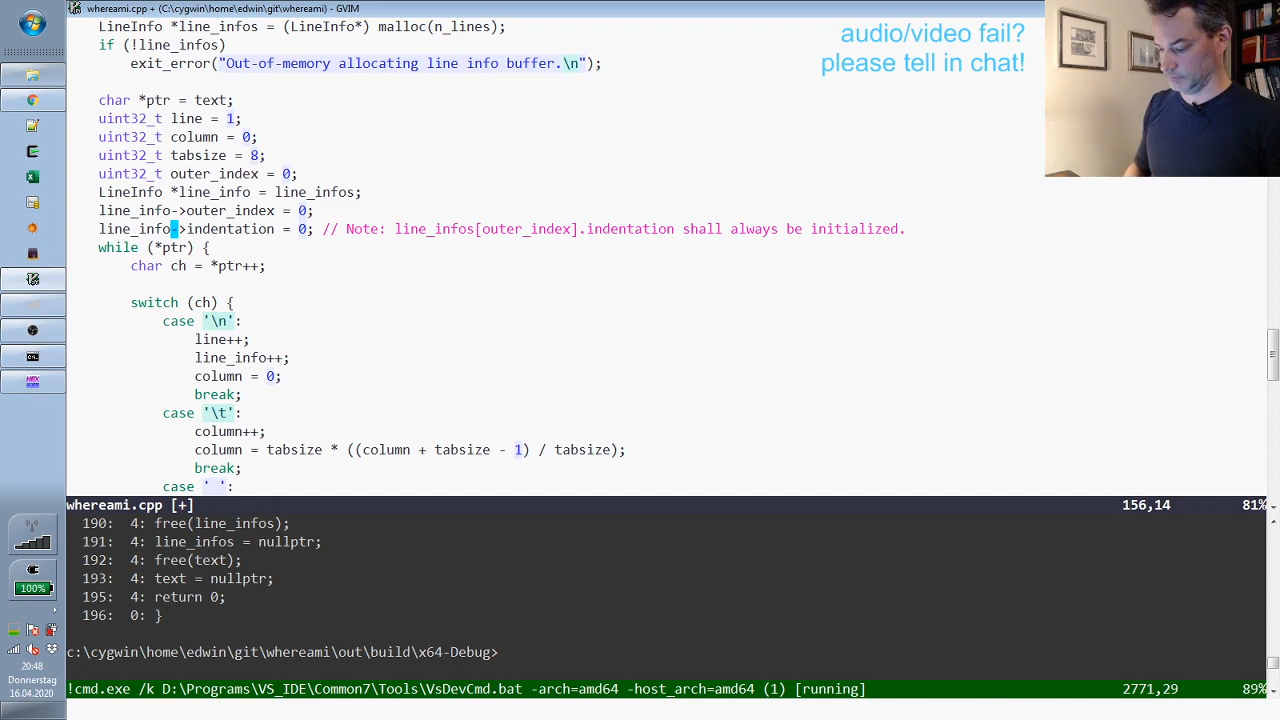 whereami.cpp + (C:\cygwin\home\edwin\git\whereami) - GVIM
LineInfo *line_infos = (LineInfo*) malloc(n_lines);
if (!line_infos)
exit_error("Out-of-memory allocating line info buffer.\n");
audio/video fail?
please tell in chat!
char *ptr = text;
uint32_t line = 1;
uint32_t column = 0;
uint32_t tabsize = 8;
uint32_t outer_index = 0;
LineInfo *line_info = line_infos;
line_info->outer_index = 0;
line_info->indentation = 0; // Note: line_infos[outer_index].indentation shall always be initialized.
while (*ptr) {
char ch = *ptr++;
switch (ch) {
case '\n':
line++;
line_info++;
column = 0;
break;
case '\t':
column++;
column = tabsize * ((column + tabsize - 1) / tabsize);
break;
case ' ':
whereami.cpp [+] 156,14 81%
190: 4: free(line_infos);
191: 4: line_infos = nullptr;
192: 4: free(text);
193: 4: text = nullptr;
195: 4: return 0;
196: 0: }
c:\cygwin\home\edwin\git\whereami\out\build\x64-Debug>
!cmd.exe /k D:\Programs\VS_IDE\Common7\Tools\VsDevCmd.bat -arch=amd64 -host_arch=amd64 (1) [running] 2771,29 89%
100%
20:48
Donnerstag
16.04.2020